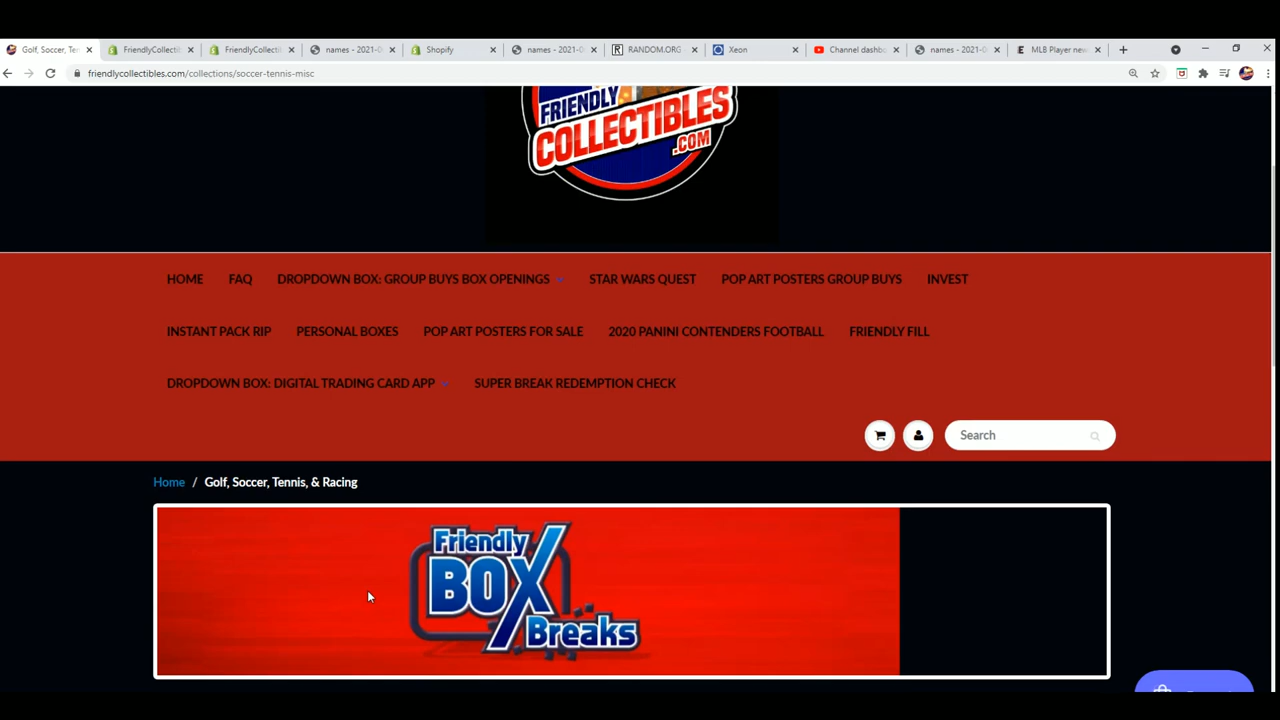 Golf, Soccer, Ten
FriendlyCollectib
FriendlyCollecti
names - 2021-0
Shopify
names - 2021-0
RANDOM.ORG
Xeon
Channel dashbo
names - 2021-0
MLB Player new
friendlycollectibles.com/collections/soccer-tennis-misc
FRIENDLY
COLLECTIBLES
.COM
HOME FAQ DROPDOWN BOX: GROUP BUYS BOX OPENINGS STAR WARS QUEST POP ART POSTERS GROUP BUYS INVEST
INSTANT PACK RIP PERSONAL BOXES POP ART POSTERS FOR SALE 2020 PANINI CONTENDERS FOOTBALL FRIENDLY FILL
DROPDOWN BOX: DIGITAL TRADING CARD APP SUPER BREAK REDEMPTION CHECK
Search
Home / Golf, Soccer, Tennis, & Racing
Friendly
BOX
Breaks